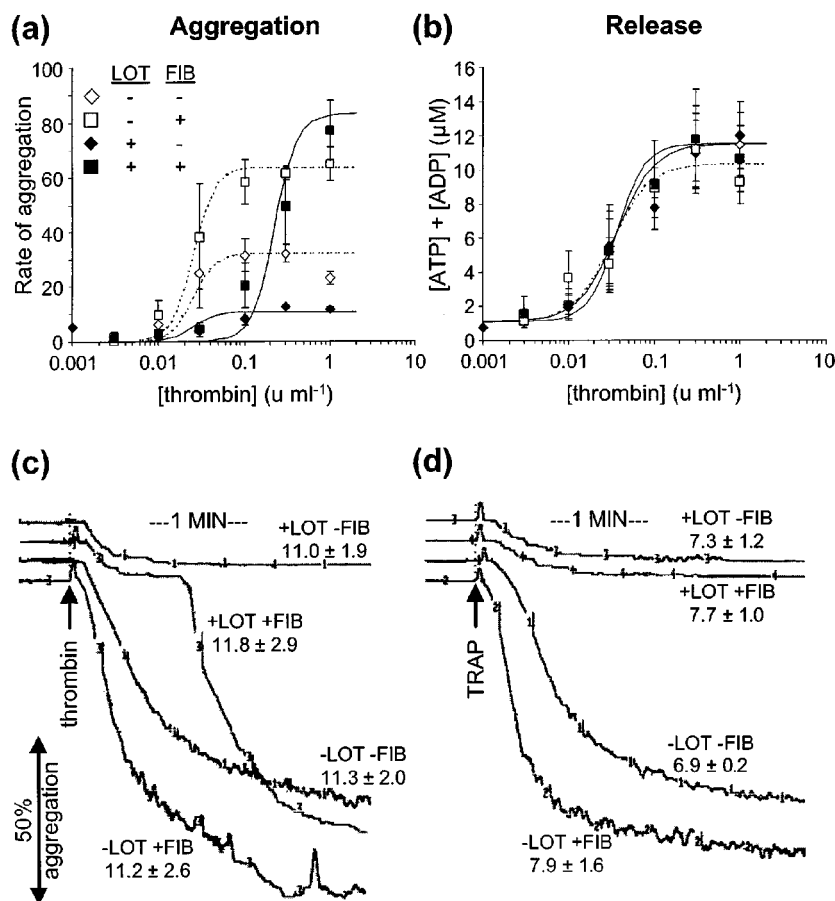 (a) Aggregation
LOT FIB
- -
- +
+ -
+ +
100
80
60
40
20
0
Rate of aggregation
0.001 0.01 0.1 1 10
[thrombin] (u ml-1)
(b) Release
16
14
12
10
8
6
4
2
0
[ATP] + [ADP] (µM)
0.001 0.01 0.1 1 10
[thrombin] (u ml-1)
(c)
---1 MIN---
+LOT -FIB
11.0 ± 1.9
+LOT +FIB
11.8 ± 2.9
thrombin
-LOT -FIB
11.3 ± 2.0
-LOT +FIB
11.2 ± 2.6
50%
aggregation
(d)
---1 MIN---
+LOT -FIB
7.3 ± 1.2
+LOT +FIB
7.7 ± 1.0
TRAP
-LOT -FIB
6.9 ± 0.2
-LOT +FIB
7.9 ± 1.6